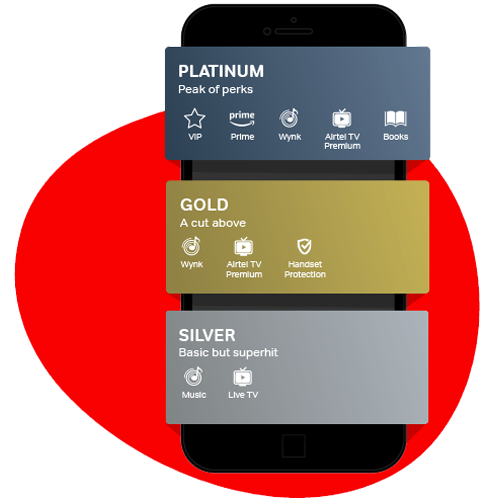 PLATINUM
Peak of perks
prime
VIP Prime Wynk Airtel TV Premium Books
GOLD
A cut above
Wynk Airtel TV Premium Handset Protection
SILVER
Basic but superhit
Music Live TV